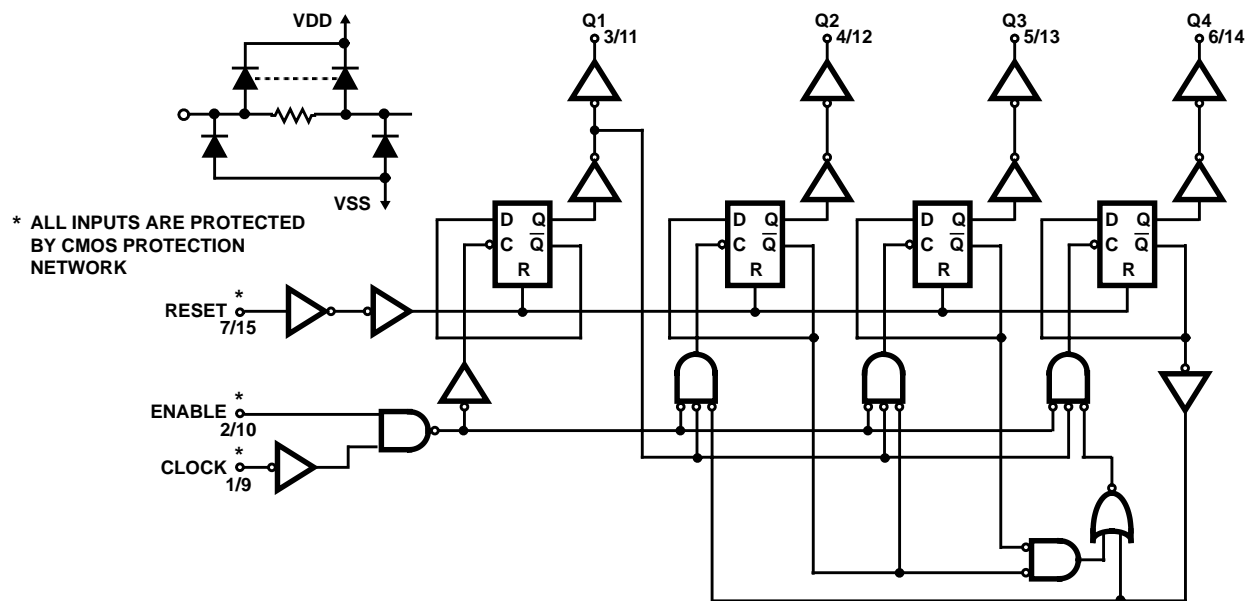 VDD
VSS
* ALL INPUTS ARE PROTECTED
BY CMOS PROTECTION
NETWORK
Q1
3/11
Q2
4/12
Q3
5/13
Q4
6/14
D Q
C Q
R
D Q
C Q
R
D Q
C Q
R
D Q
C Q
R
RESET *
7/15
ENABLE *
2/10
CLOCK *
1/9